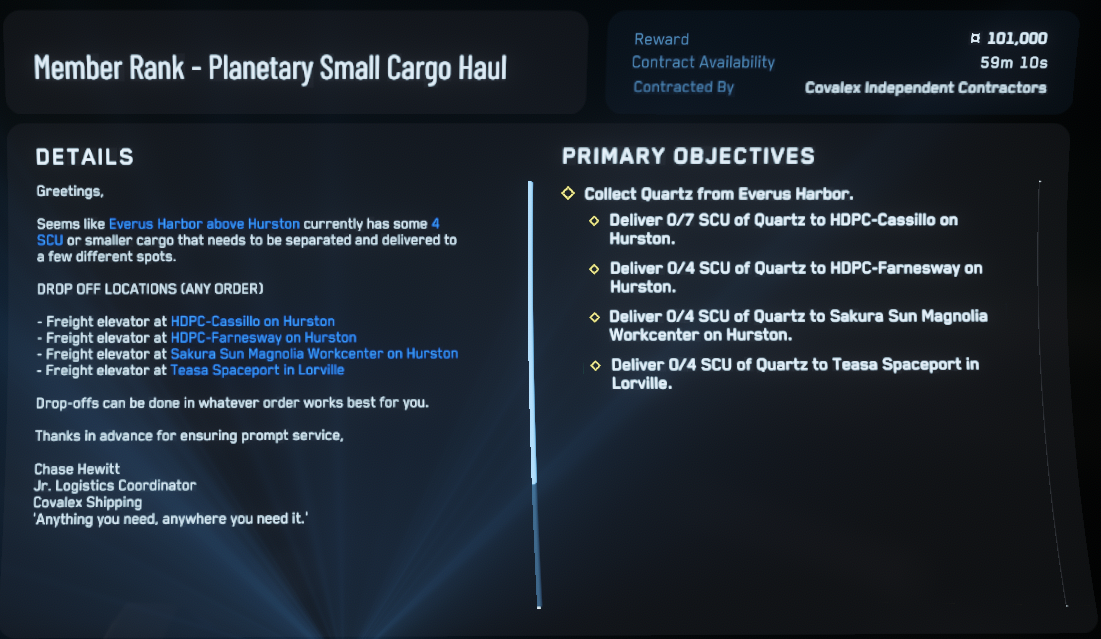 Member Rank - Planetary Small Cargo Haul
Reward ¤ 101,000
Contract Availability 59m 10s
Contracted By Covalex Independent Contractors
DETAILS
Greetings,
Seems like Everus Harbor above Hurston currently has some 4
SCU or smaller cargo that needs to be separated and delivered to
a few different spots.
DROP OFF LOCATIONS (ANY ORDER)
- Freight elevator at HDPC-Cassillo on Hurston
- Freight elevator at HDPC-Farnesway on Hurston
- Freight elevator at Sakura Sun Magnolia Workcenter on Hurston
- Freight elevator at Teasa Spaceport in Lorville
Drop-offs can be done in whatever order works best for you.
Thanks in advance for ensuring prompt service,
Chase Hewitt
Jr. Logistics Coordinator
Covalex Shipping
'Anything you need, anywhere you need it.'
PRIMARY OBJECTIVES
Collect Quartz from Everus Harbor.
Deliver 0/7 SCU of Quartz to HDPC-Cassillo on
Hurston.
Deliver 0/4 SCU of Quartz to HDPC-Farnesway on
Hurston.
Deliver 0/4 SCU of Quartz to Sakura Sun Magnolia
Workcenter on Hurston.
Deliver 0/4 SCU of Quartz to Teasa Spaceport in
Lorville.